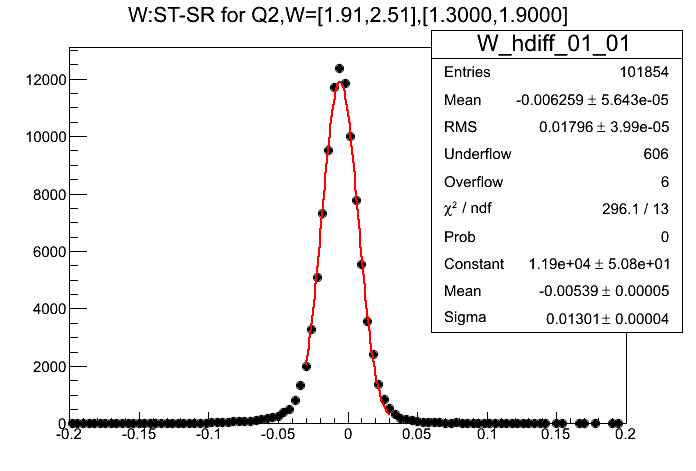 W:ST-SR for Q2,W=[1.91,2.51],[1.3000,1.9000]
W_hdiff_01_01
Entries 101854
Mean -0.006259 ± 5.643e-05
RMS 0.01796 ± 3.99e-05
Underflow 606
Overflow 6
χ² / ndf 296.1 / 13
Prob 0
Constant 1.19e+04 ± 5.08e+01
Mean -0.00539 ± 0.00005
Sigma 0.01301 ± 0.00004
12000
10000
8000
6000
4000
2000
0
-0.2 -0.15 -0.1 -0.05 0 0.05 0.1 0.15 0.2